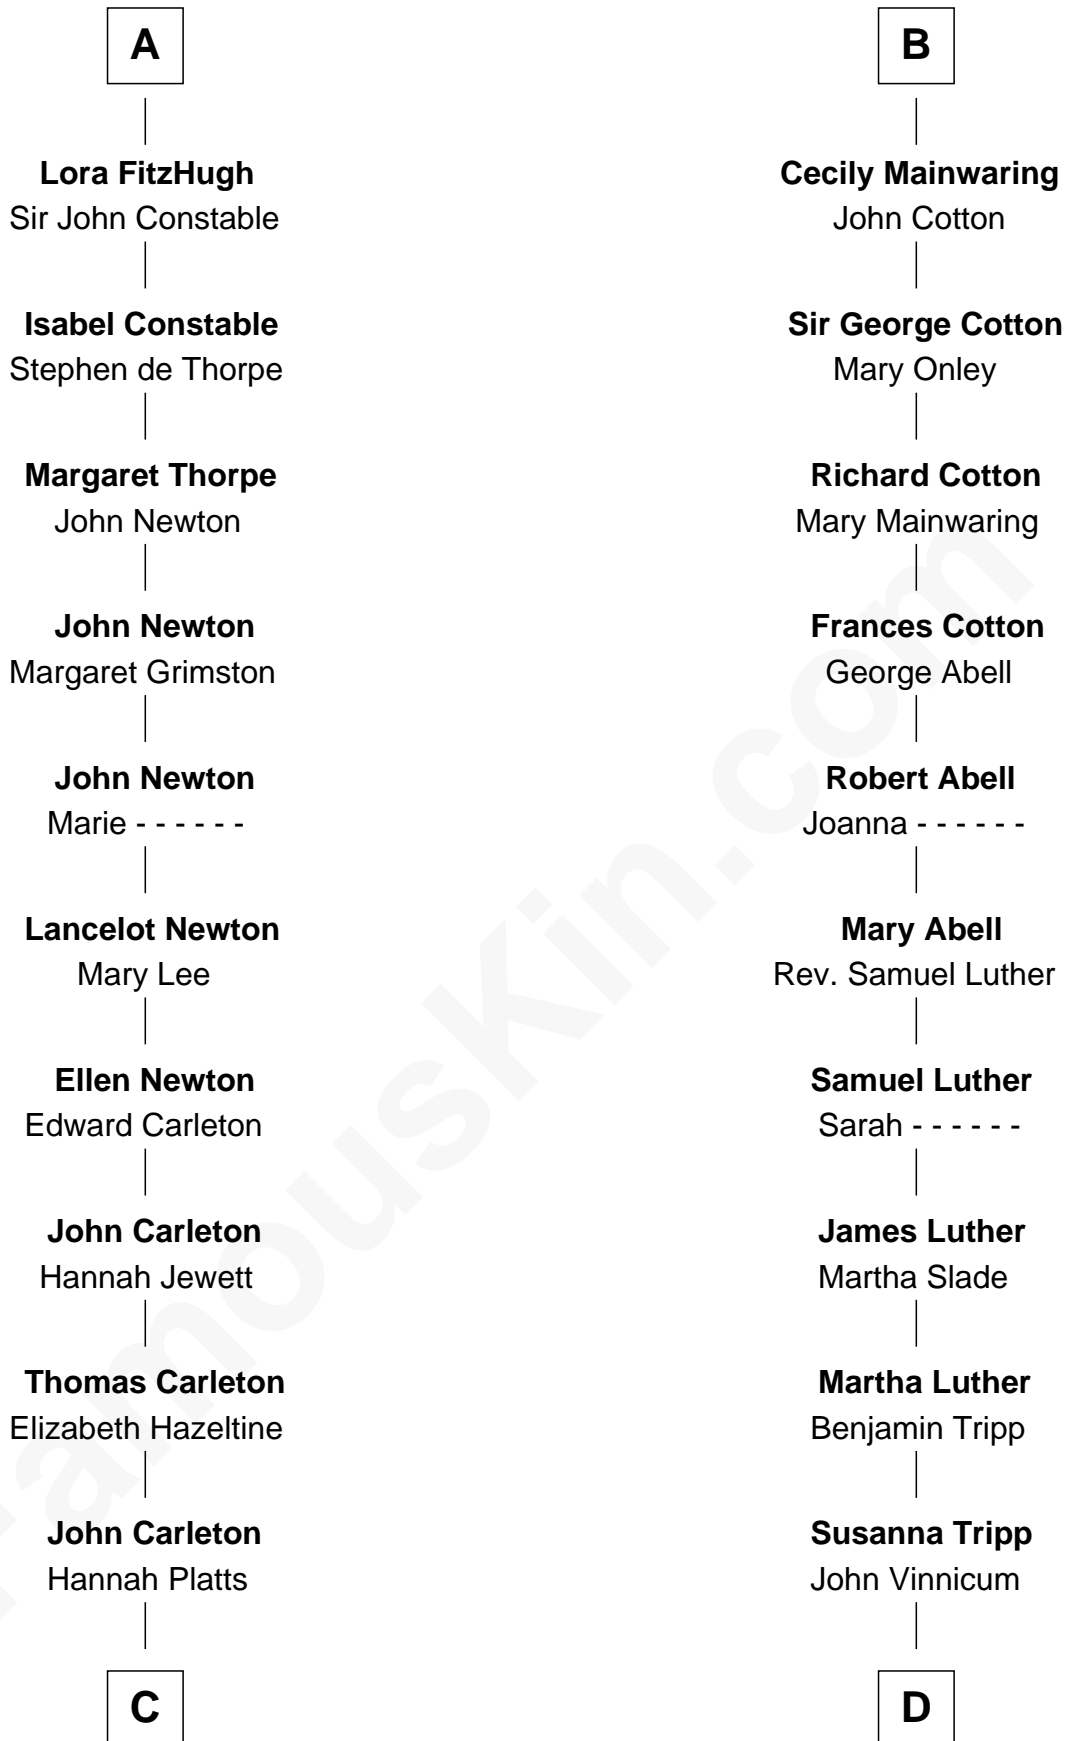 A
Lora FitzHugh
Sir John Constable
Isabel Constable
Stephen de Thorpe
Margaret Thorpe
John Newton
John Newton
Margaret Grimston
John Newton
Marie - - - - - -
Lancelot Newton
Mary Lee
Ellen Newton
Edward Carleton
John Carleton
Hannah Jewett
Thomas Carleton
Elizabeth Hazeltine
John Carleton
Hannah Platts
C
B
Cecily Mainwaring
John Cotton
Sir George Cotton
Mary Onley
Richard Cotton
Mary Mainwaring
Frances Cotton
George Abell
Robert Abell
Joanna - - - - - -
Mary Abell
Rev. Samuel Luther
Samuel Luther
Sarah - - - - - -
James Luther
Martha Slade
Martha Luther
Benjamin Tripp
Susanna Tripp
John Vinnicum
D
FamousKin.com